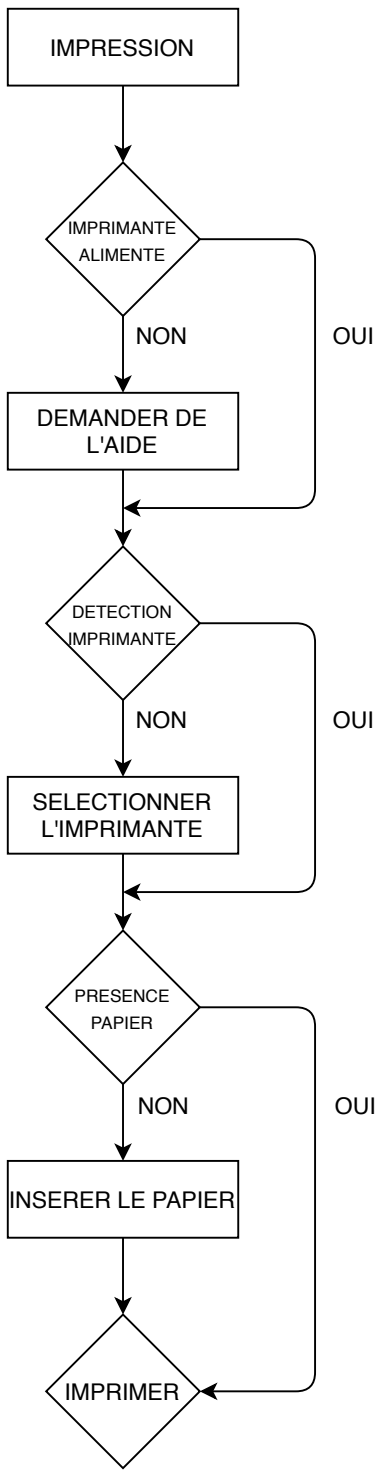 IMPRESSION
IMPRIMANTE
ALIMENTE
NON
OUI
DEMANDER DE
L'AIDE
DETECTION
IMPRIMANTE
NON
OUI
SELECTIONNER
L'IMPRIMANTE
PRESENCE
PAPIER
NON
OUI
INSERER LE PAPIER
IMPRIMER